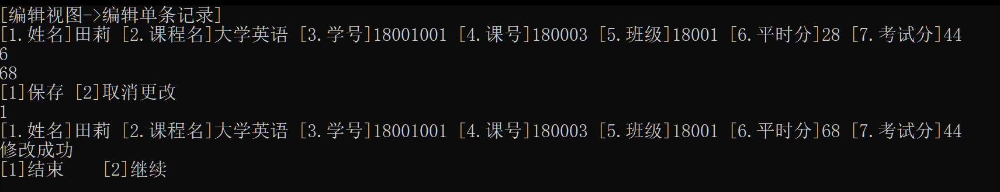 [编辑视图->编辑单条记录]
[1.姓名]田莉 [2.课程名]大学英语 [3.学号]18001001 [4.课号]180003 [5.班级]18001 [6.平时分]28 [7.考试分]44
6
68
[1]保存 [2]取消更改
1
[1.姓名]田莉 [2.课程名]大学英语 [3.学号]18001001 [4.课号]180003 [5.班级]18001 [6.平时分]68 [7.考试分]44
修改成功
[1]结束    [2]继续